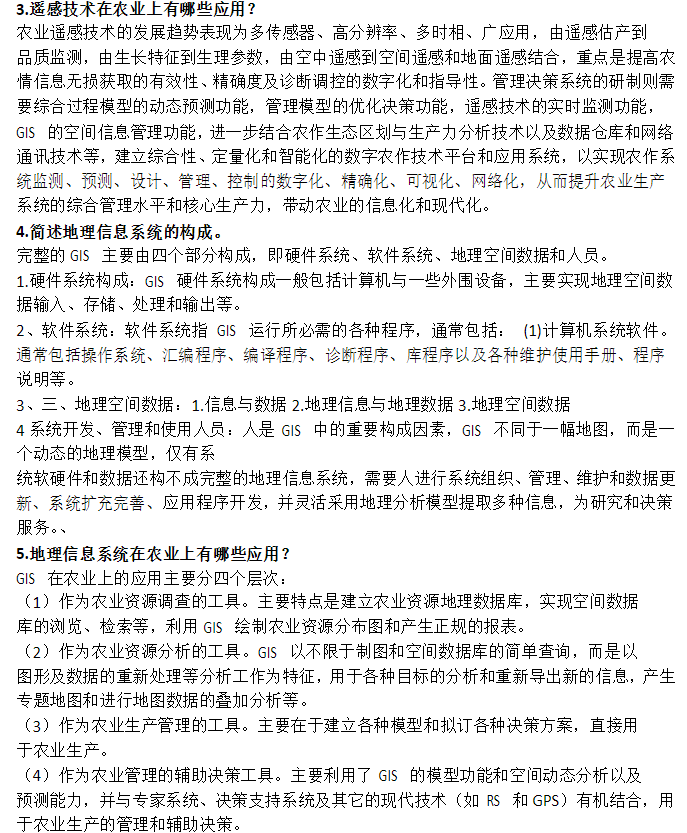 3.遥感技术在农业上有哪些应用？
农业遥感技术的发展趋势表现为多传感器、高分辨率、多时相、广应用，由遥感估产到
品质监测，由生长特征到生理参数，由空中遥感到空间遥感和地面遥感结合，重点是提高农
情信息无损获取的有效性、精确度及诊断调控的数字化和指导性。管理决策系统的研制则需
要综合过程模型的动态预测功能，管理模型的优化决策功能，遥感技术的实时监测功能，
GIS 的空间信息管理功能，进一步结合农作生态区划与生产力分析技术以及数据仓库和网络
通讯技术等，建立综合性、定量化和智能化的数字农作技术平台和应用系统，以实现农作系
统监测、预测、设计、管理、控制的数字化、精确化、可视化、网络化，从而提升农业生产
系统的综合管理水平和核心生产力，带动农业的信息化和现代化。
4.简述地理信息系统的构成。
完整的GIS 主要由四个部分构成，即硬件系统、软件系统、地理空间数据和人员。
1.硬件系统构成：GIS 硬件系统构成一般包括计算机与一些外围设备，主要实现地理空间数
据输入、存储、处理和输出等。
2、软件系统：软件系统指 GIS 运行所必需的各种程序，通常包括： (1)计算机系统软件。
通常包括操作系统、汇编程序、编译程序、诊断程序、库程序以及各种维护使用手册、程序
说明等。
3、三、地理空间数据：1.信息与数据 2.地理信息与地理数据 3.地理空间数据
4 系统开发、管理和使用人员：人是 GIS 中的重要构成因素，GIS 不同于一幅地图，而是一
个动态的地理模型，仅有系
统软硬件和数据还构不成完整的地理信息系统，需要人进行系统组织、管理、维护和数据更
新、系统扩充完善、应用程序开发，并灵活采用地理分析模型提取多种信息，为研究和决策
服务。、
5.地理信息系统在农业上有哪些应用？
GIS 在农业上的应用主要分四个层次：
（1）作为农业资源调查的工具。主要特点是建立农业资源地理数据库，实现空间数据
库的浏览、检索等，利用GIS 绘制农业资源分布图和产生正规的报表。
（2）作为农业资源分析的工具。GIS 以不限于制图和空间数据库的简单查询，而是以
图形及数据的重新处理等分析工作为特征，用于各种目标的分析和重新导出新的信息，产生
专题地图和进行地图数据的叠加分析等。
（3）作为农业生产管理的工具。主要在于建立各种模型和拟订各种决策方案，直接用
于农业生产。
（4）作为农业管理的辅助决策工具。主要利用了 GIS 的模型功能和空间动态分析以及
预测能力，并与专家系统、决策支持系统及其它的现代技术（如 RS 和GPS）有机结合，用
于农业生产的管理和辅助决策。